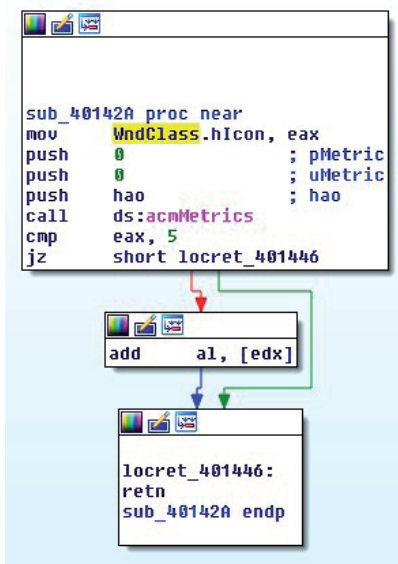 sub_40142A proc near
mov     WndClass.hIcon, eax
push    0               ; pMetric
push    0               ; uMetric
push    hao             ; hao
call    ds:acmMetrics
cmp     eax, 5
jz      short locret_401446
add     al, [edx]
locret_401446:
retn
sub_40142A endp